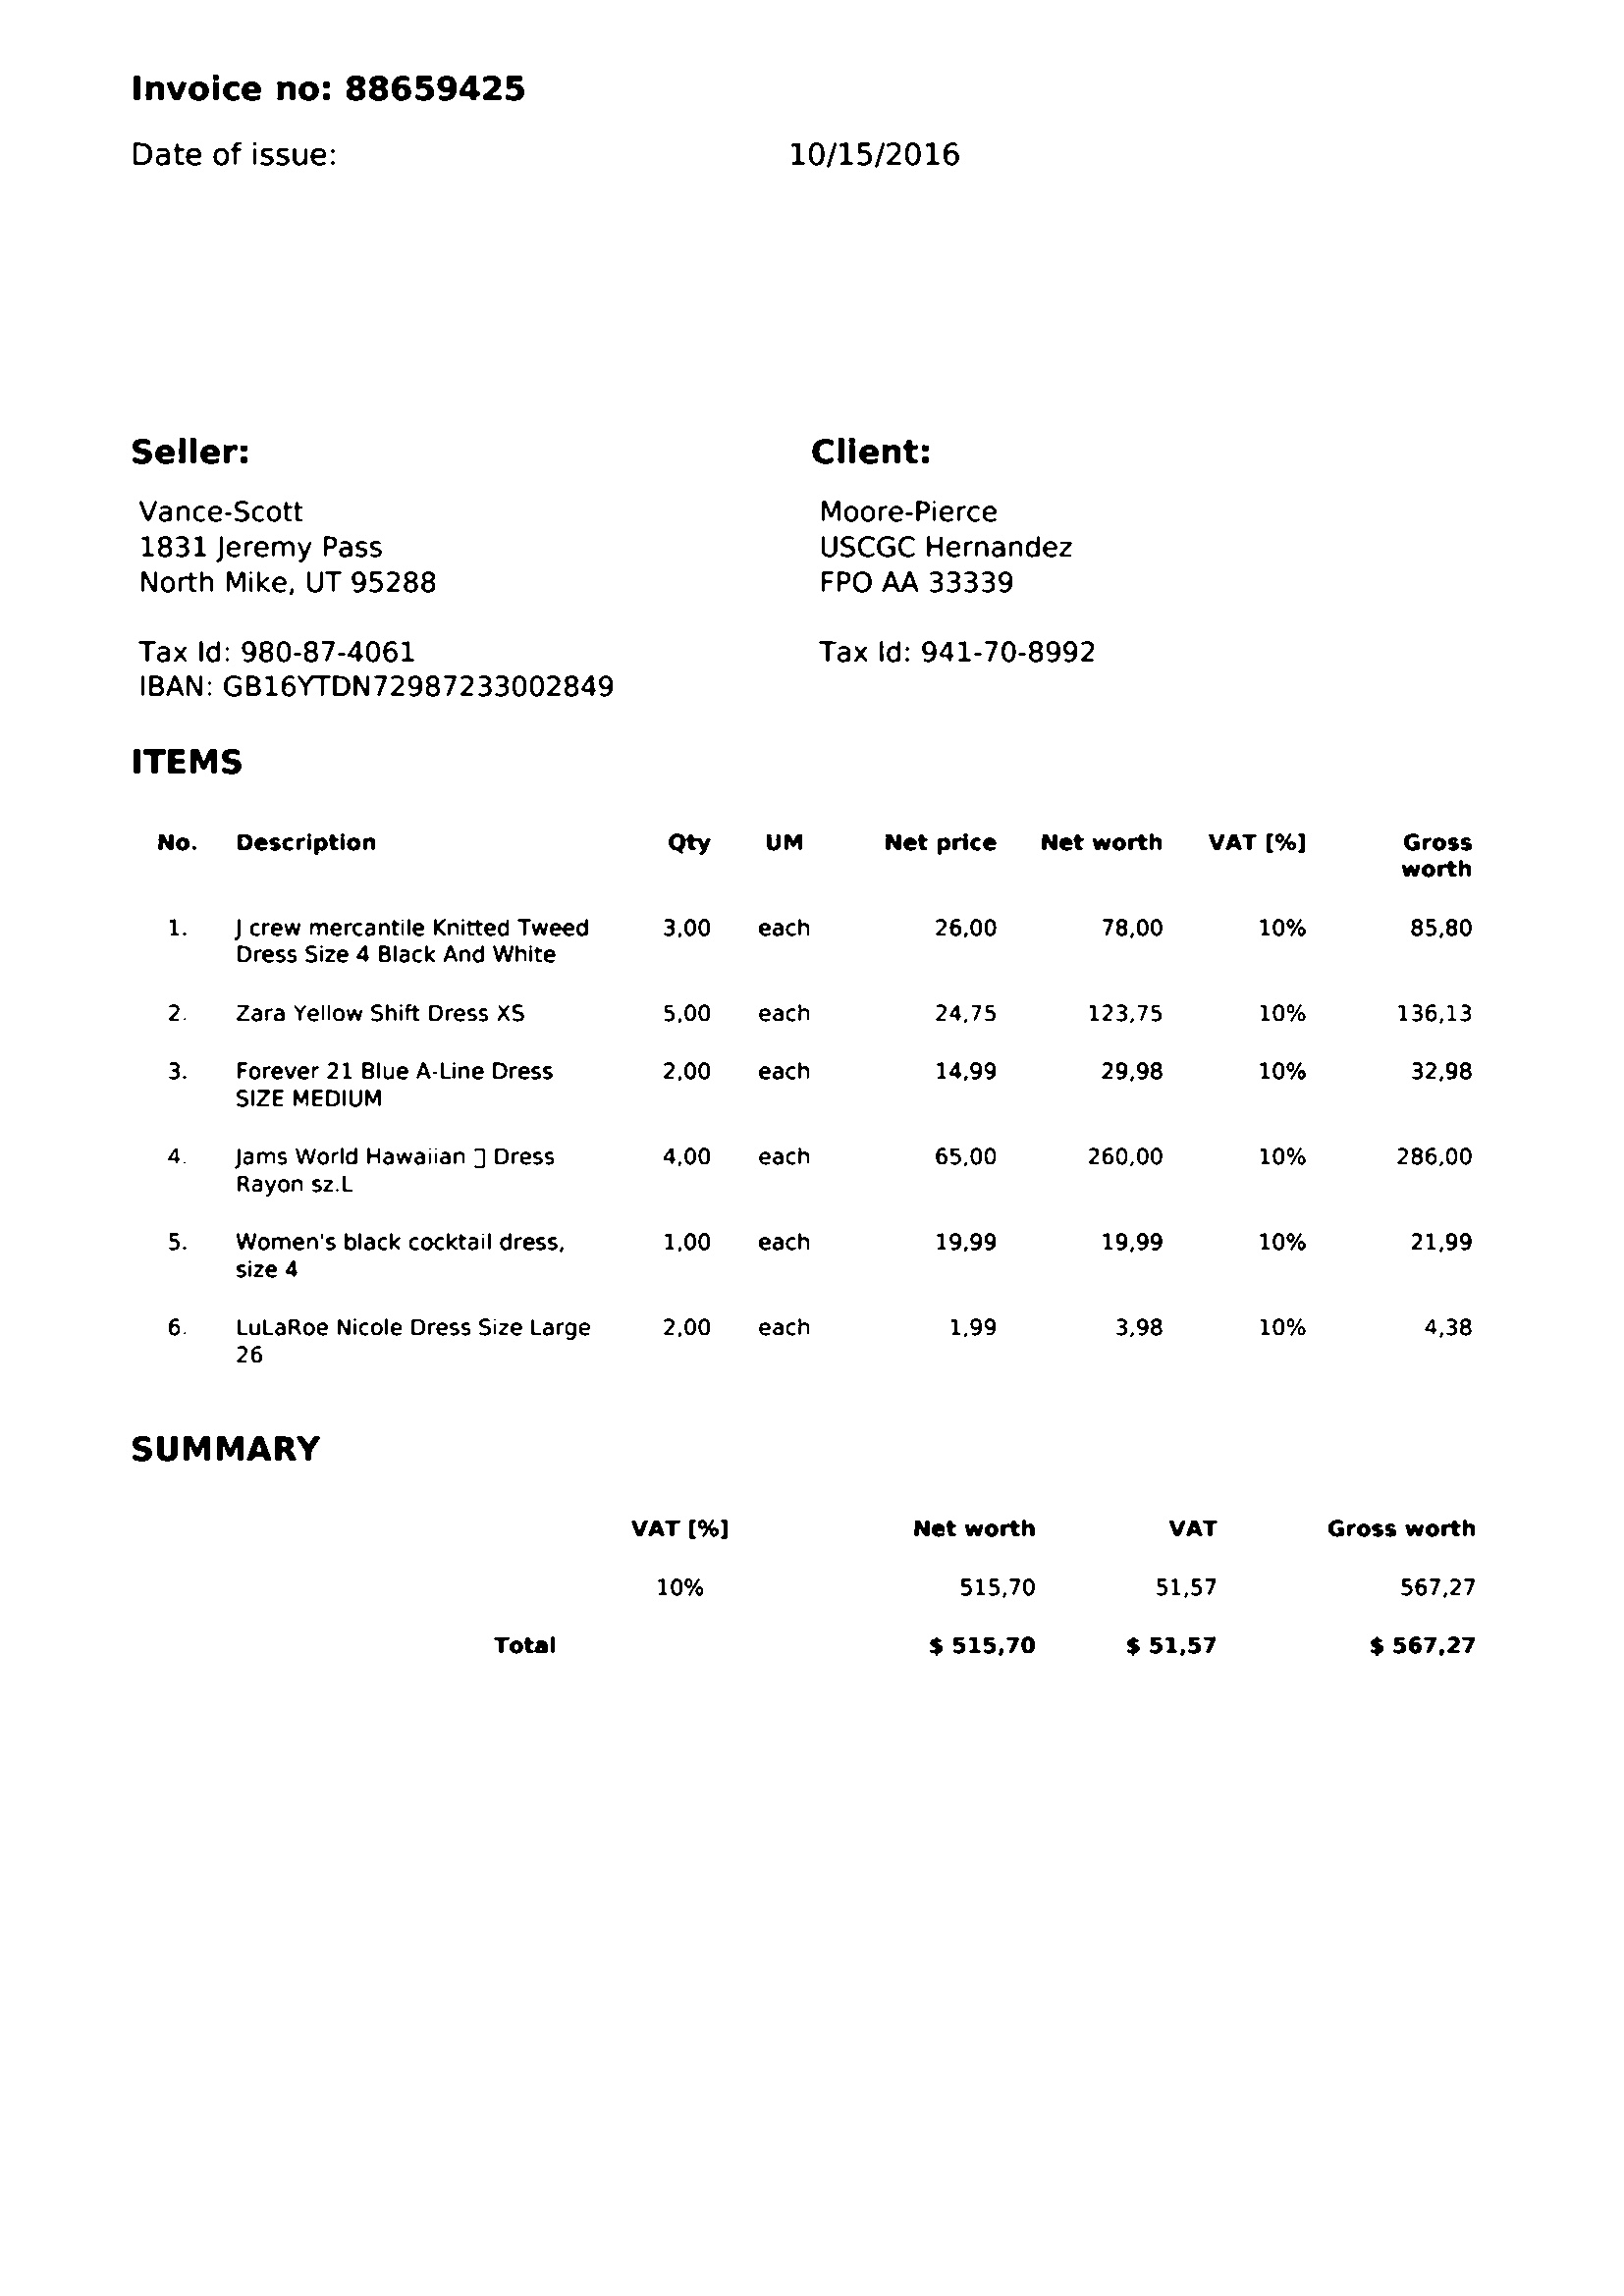 Invoice no: 88659425
Date of issue: 10/15/2016
Seller: Client:
Vance-Scott Moore-Pierce
1831 Jeremy Pass USCGC Hernandez
North Mike, UT 95288 FPO AA 33339
Tax Id: 980-87-4061 Tax Id: 941-70-8992
IBAN: GB16YTDN72987233002849
ITEMS
No. Description Qty UM Net price Net worth VAT [%] Gross
worth
1. J crew mercantile Knitted Tweed 3,00 each 26,00 78,00 10% 85,80
Dress Size 4 Black And White
2. Zara Yellow Shift Dress XS 5,00 each 24,75 123,75 10% 136,13
3. Forever 21 Blue A-Line Dress 2,00 each 14,99 29,98 10% 32,98
SIZE MEDIUM
4. Jams World Hawaiian Dress 4,00 each 65,00 260,00 10% 286,00
Rayon sz.L
5. Women's black cocktail dress, 1,00 each 19,99 19,99 10% 21,99
size 4
6. LuLaRoe Nicole Dress Size Large 2,00 each 1,99 3,98 10% 4,38
26
SUMMARY
VAT [%] Net worth VAT Gross worth
10% 515,70 51,57 567,27
Total $ 515,70 $ 51,57 $ 567,27